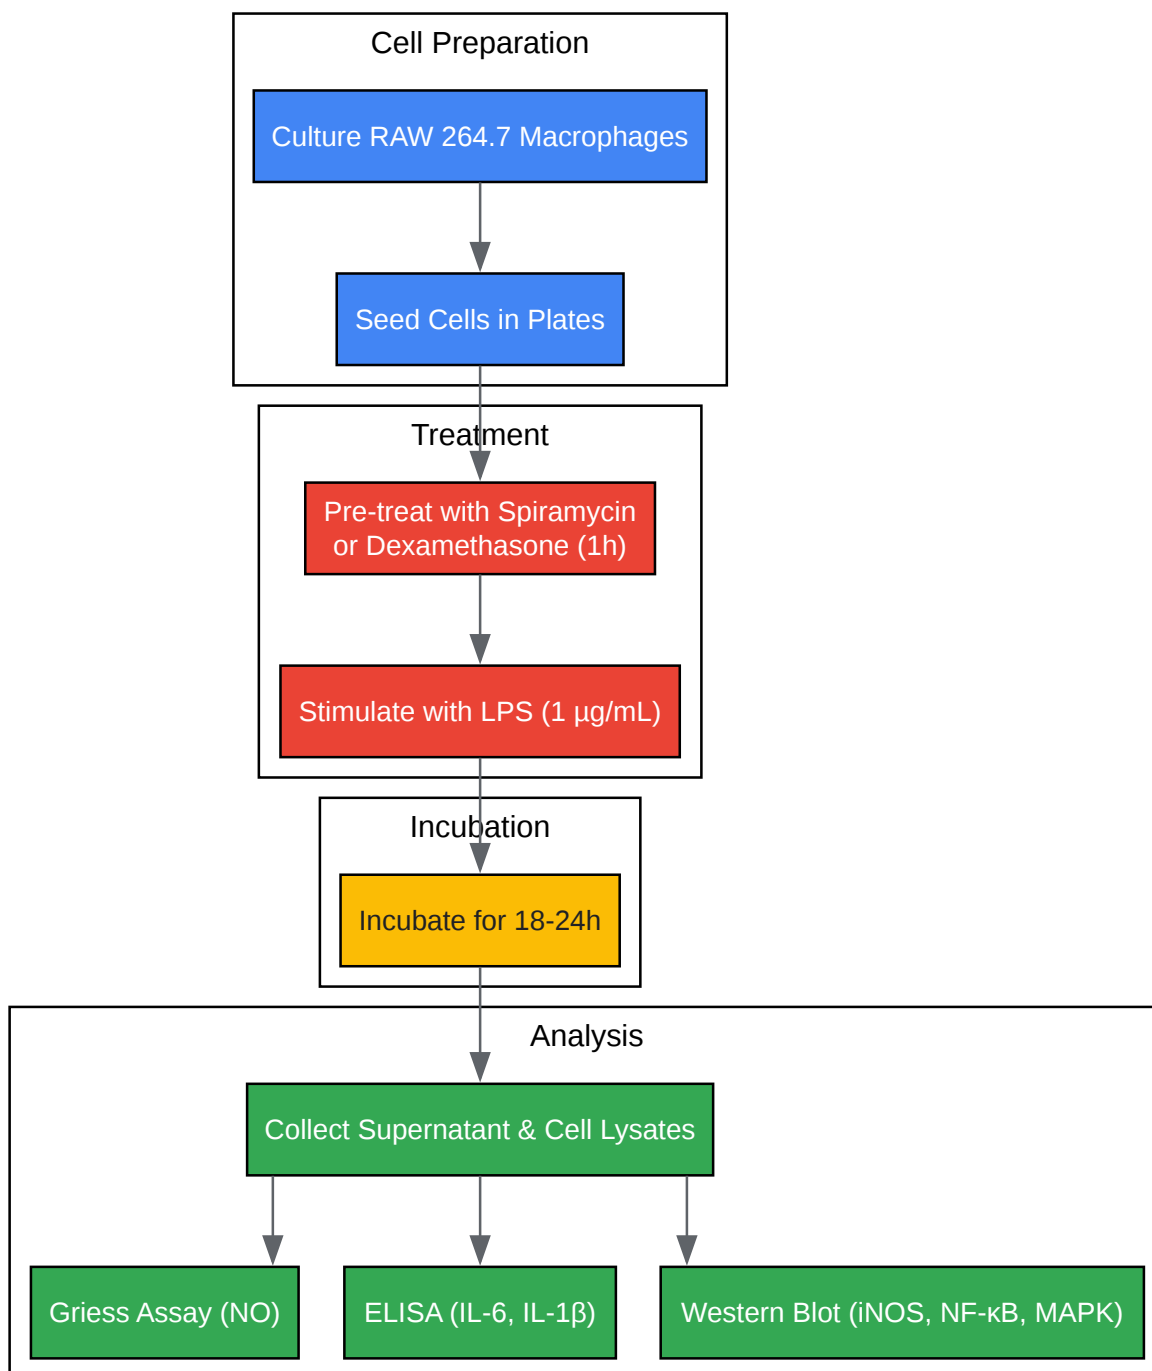 Cell Preparation
Culture RAW 264.7 Macrophages
Seed Cells in Plates
Treatment
Pre-treat with Spiramycin
or Dexamethasone (1h)
Stimulate with LPS (1 µg/mL)
Incubation
Incubate for 18-24h
Analysis
Collect Supernatant & Cell Lysates
Griess Assay (NO)
ELISA (IL-6, IL-1β)
Western Blot (iNOS, NF-κB, MAPK)